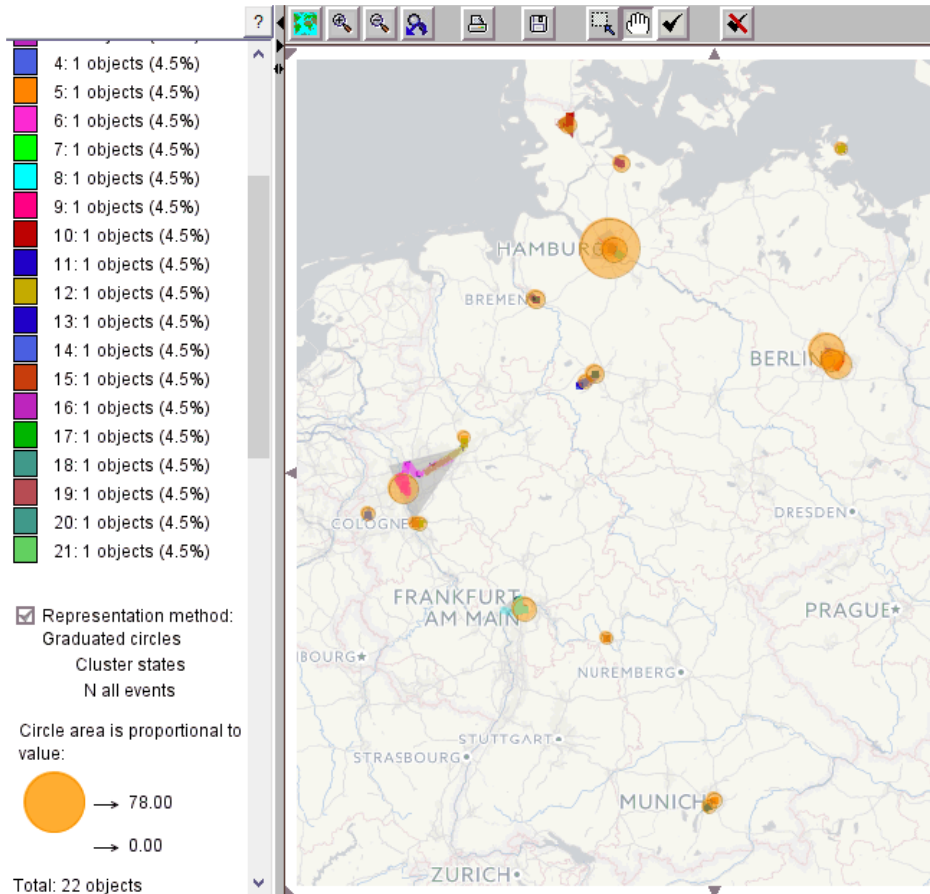 ?
4: 1 objects (4.5%)
5: 1 objects (4.5%)
6: 1 objects (4.5%)
7: 1 objects (4.5%)
8: 1 objects (4.5%)
9: 1 objects (4.5%)
10: 1 objects (4.5%)
11: 1 objects (4.5%)
12: 1 objects (4.5%)
13: 1 objects (4.5%)
14: 1 objects (4.5%)
15: 1 objects (4.5%)
16: 1 objects (4.5%)
17: 1 objects (4.5%)
18: 1 objects (4.5%)
19: 1 objects (4.5%)
20: 1 objects (4.5%)
21: 1 objects (4.5%)
Representation method:
Graduated circles
Cluster states
N all events
Circle area is proportional to
value:
→ 78.00
→ 0.00
Total: 22 objects
HAMBURG
BREMEN
BERLIN
COLOGNE
DRESDEN
FRANKFURT
AM MAIN
PRAGUE
BOURG
NUREMBERG
STUTTGART
STRASBOURG
MUNICH
ZURICH